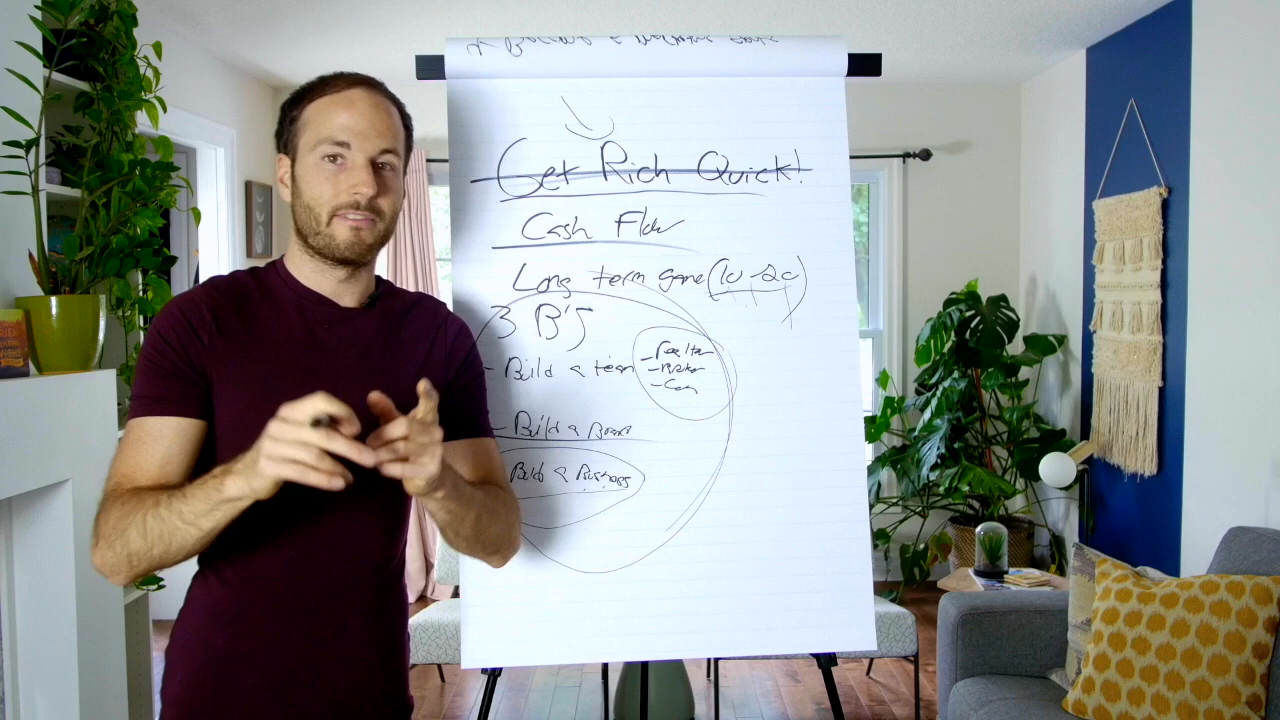 Get Rich Quick!
Cash Flow
Long term game (10-20)
3 B's
- Build a team
- Realtor
- Broker
- Con
- Build a Brand
Build a Business